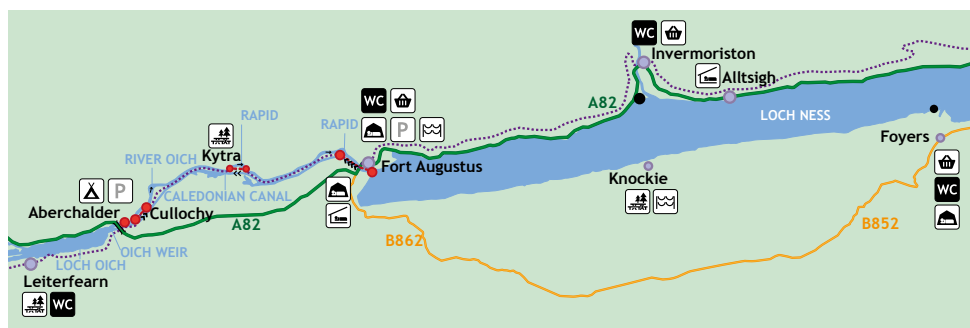 WC
Invermoriston
Alltsigh
WC
A82
RAPID
LOCH NESS
RAPID
P
Foyers
RIVER OICH
Kytra
Fort Augustus
Knockie
P
CALEDONIAN CANAL
WC
Aberchalder
Cullochy
A82
B852
B862
OICH WEIR
LOCH OICH
Leiterfearn
WC